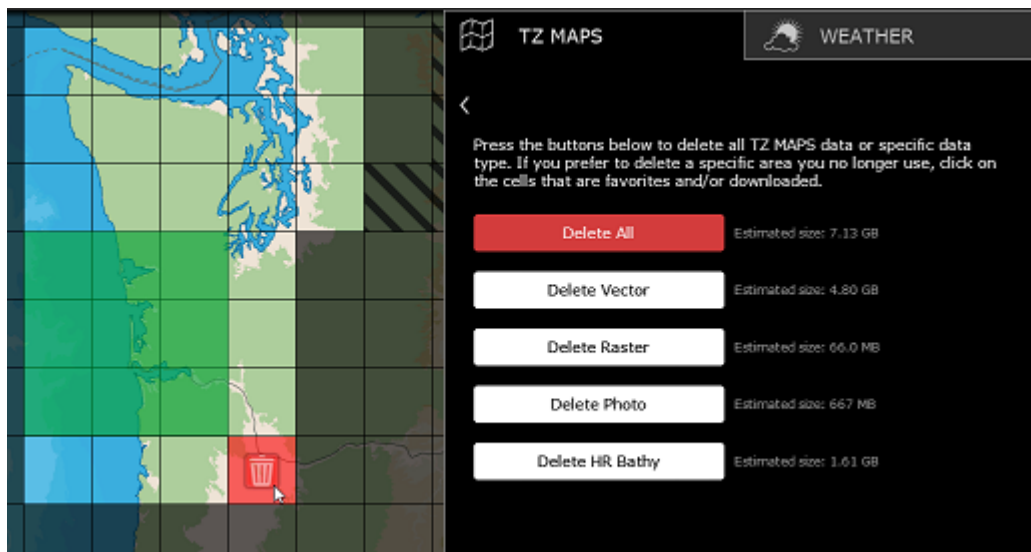 TZ MAPS
WEATHER
Press the buttons below to delete all TZ MAPS data or specific data
type. If you prefer to delete a specific area you no longer use, click on
the cells that are favorites and/or downloaded.
Delete All
Estimated size: 7.13 GB
Delete Vector
Estimated size: 4.80 GB
Delete Raster
Estimated size: 66.0 MB
Delete Photo
Estimated size: 667 MB
Delete HR Bathy
Estimated size: 1.61 GB